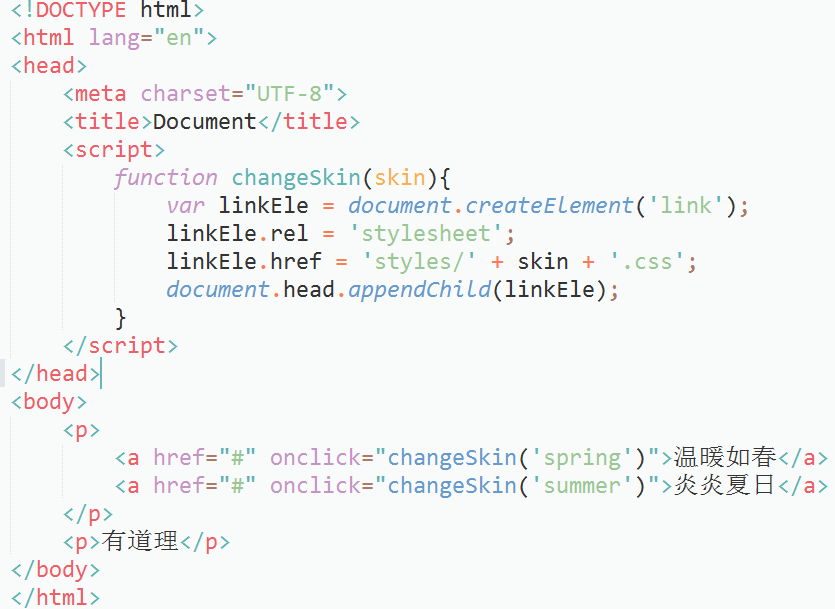 <!DOCTYPE html>
<html lang="en">
<head>
    <meta charset="UTF-8">
    <title>Document</title>
    <script>
        function changeSkin(skin){
            var linkEle = document.createElement('link');
            linkEle.rel = 'stylesheet';
            linkEle.href = 'styles/' + skin + '.css';
            document.head.appendChild(linkEle);
        }
    </script>
</head>
<body>
    <p>
        <a href="#" onclick="changeSkin('spring')">温暖如春</a>
        <a href="#" onclick="changeSkin('summer')">炎炎夏日</a>
    </p>
    <p>有道理</p>
</body>
</html>